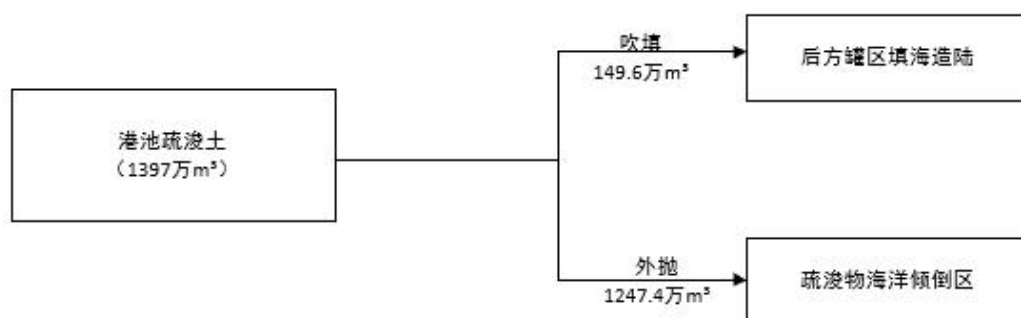 港池疏浚土
（1397万m³）
吹填
149.6万m³
后方罐区填海造陆
外抛
1247.4万m³
疏浚物海洋倾倒区